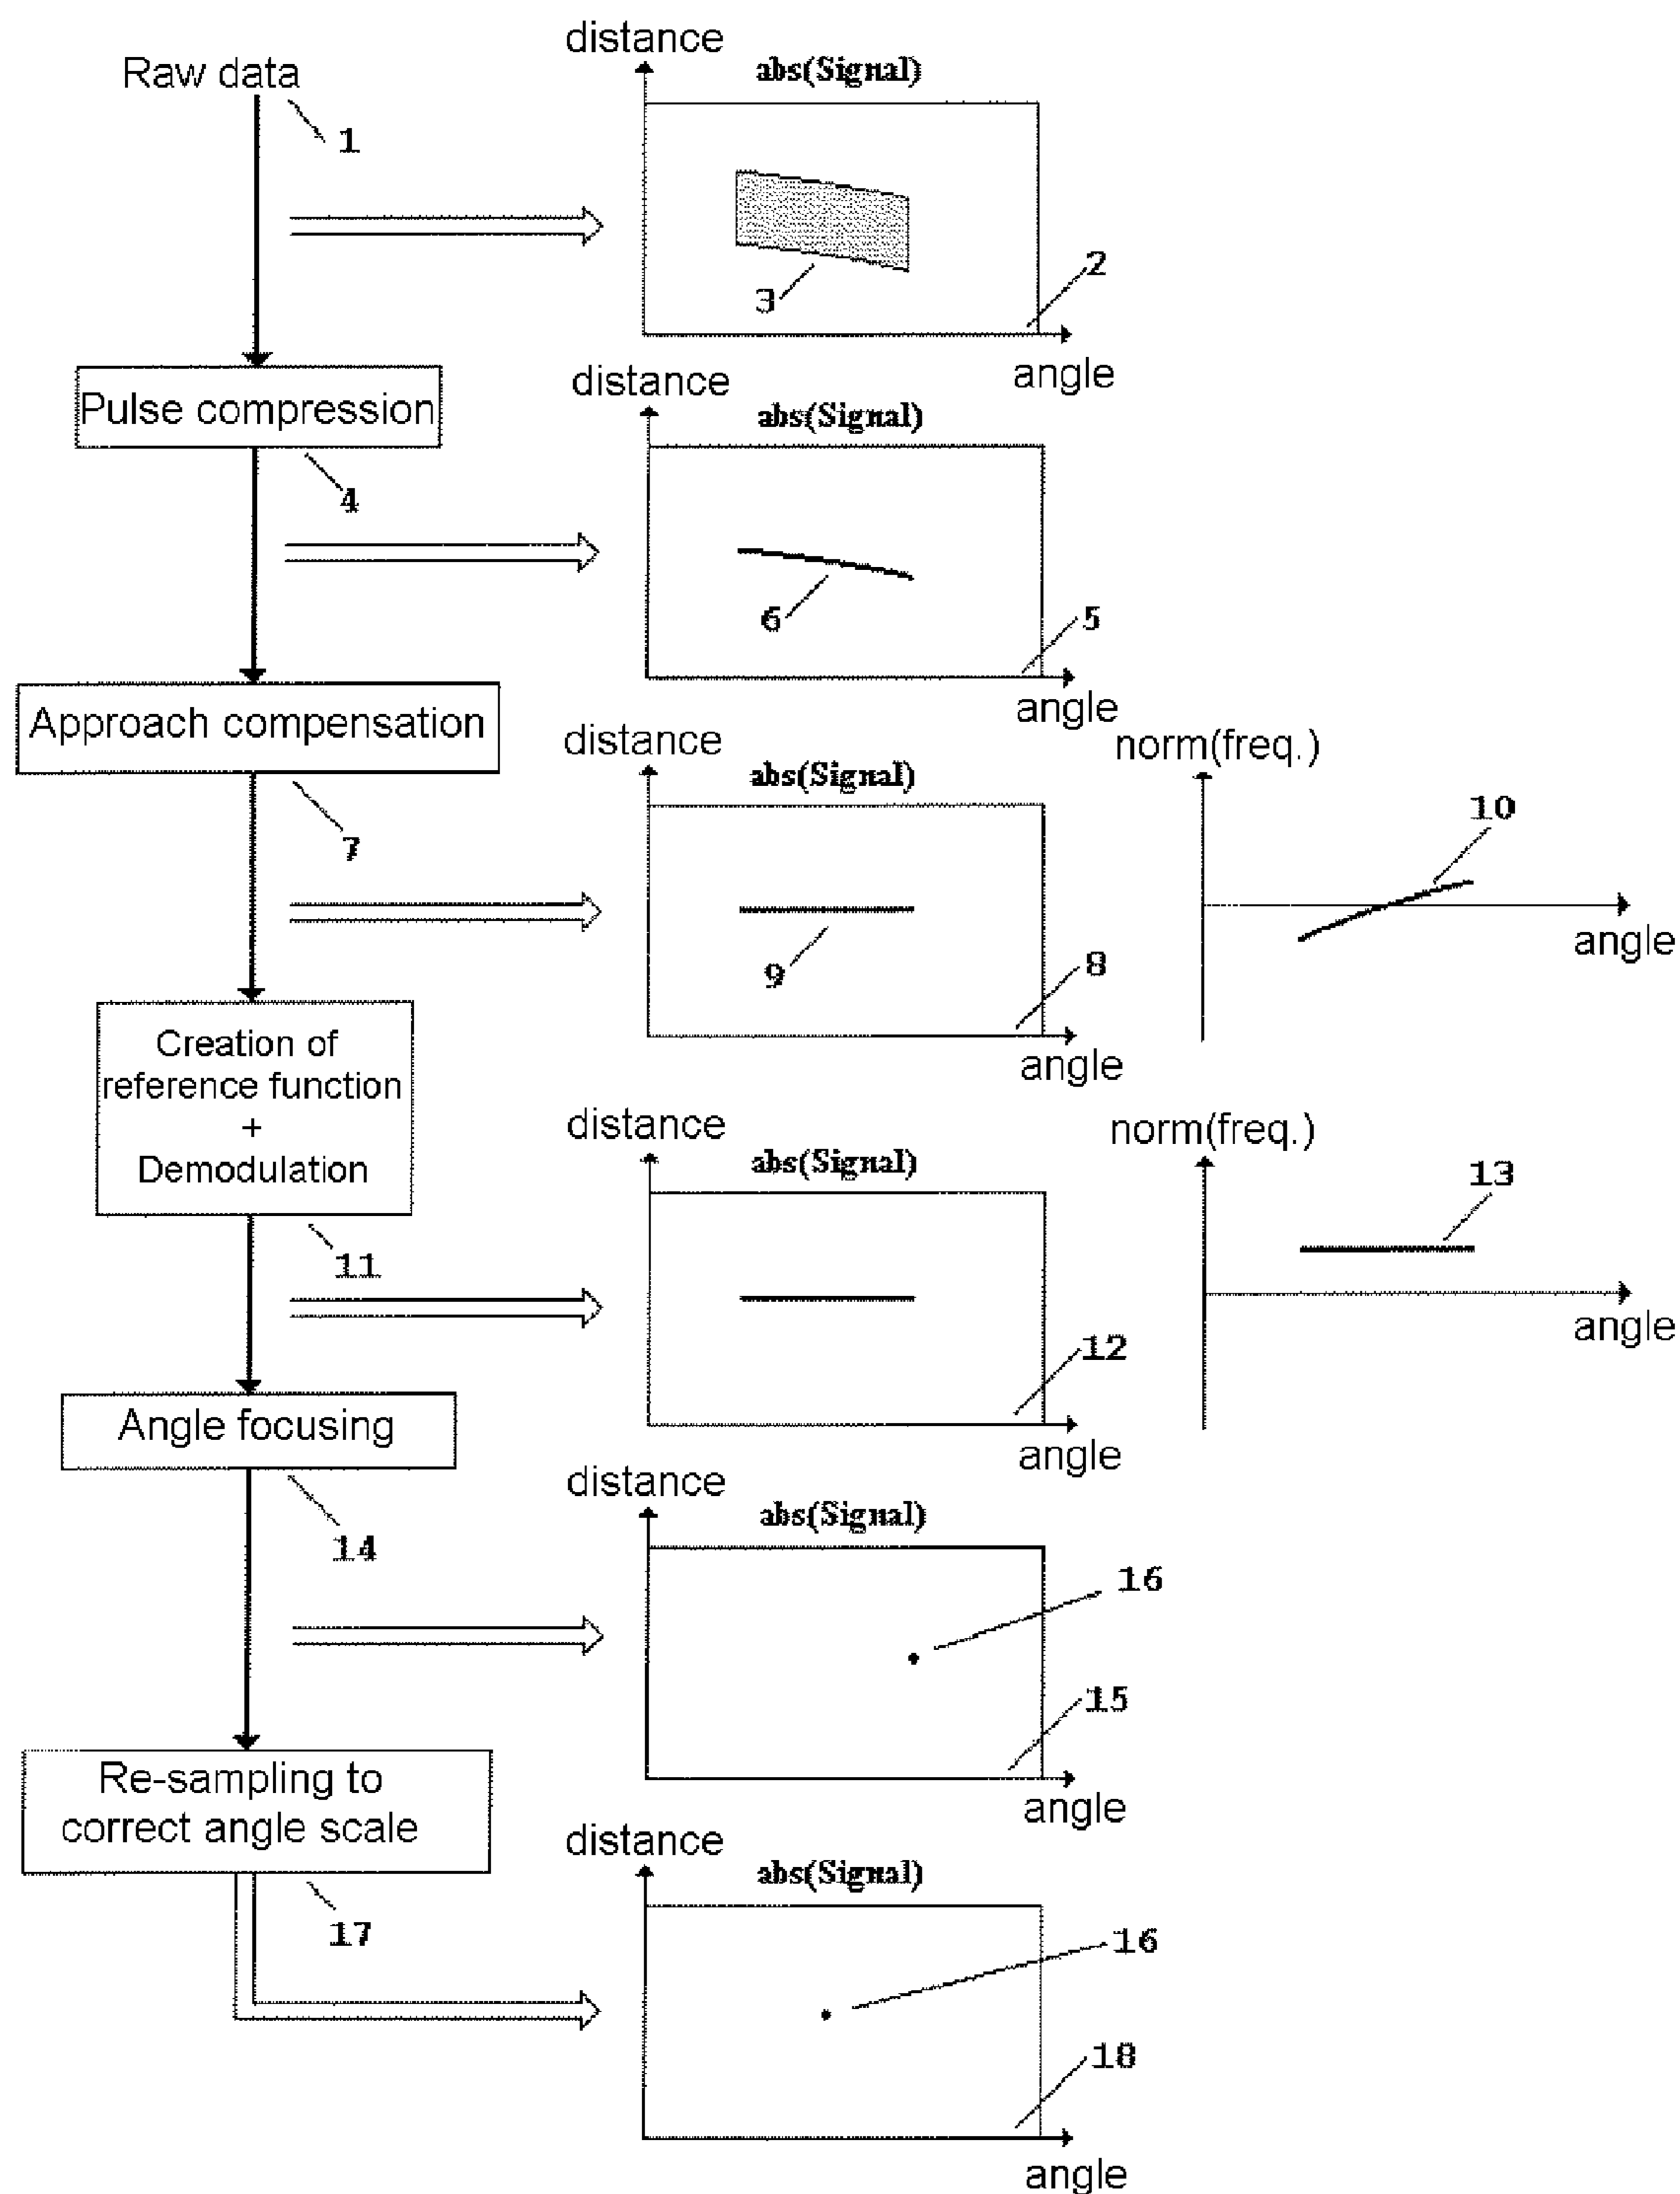 Raw data
1
distance
abs(Signal)
3
2
angle
Pulse compression
4
distance
abs(Signal)
6
5
angle
Approach compensation
7
distance
abs(Signal)
9
8
angle
norm(freq.)
10
angle
Creation of
reference function
+
Demodulation
11
distance
abs(Signal)
12
angle
norm(freq.)
13
angle
Angle focusing
14
distance
abs(Signal)
16
15
angle
Re-sampling to
correct angle scale
17
distance
abs(Signal)
16
18
angle